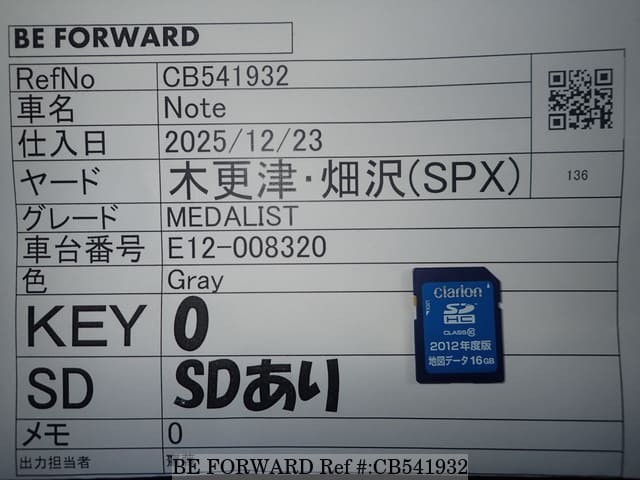 BE FORWARD
RefNo CB541932
車名 Note
仕入日 2025/12/23
ヤード 木更津・畑沢(SPX) 136
グレード MEDALIST
車台番号 E12-008320
色 Gray
KEY 0
SD SDあり
メモ 0
出力担当者
clarion
LOCK
SD
HC
CLASS⑩
2012年度版
地図データ 16GB
BE FORWARD Ref #:CB541932